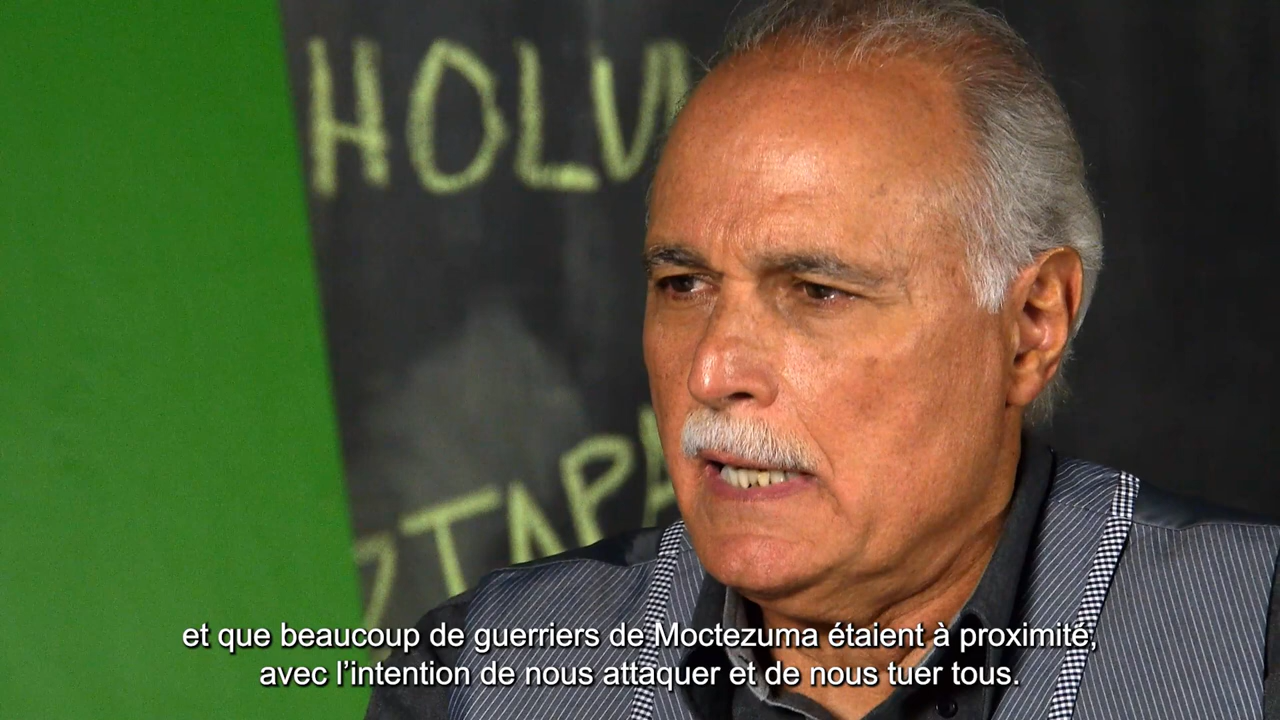 HOLU
ZTAPA
et que beaucoup de guerriers de Moctezuma étaient à proximité,
avec l’intention de nous attaquer et de nous tuer tous.